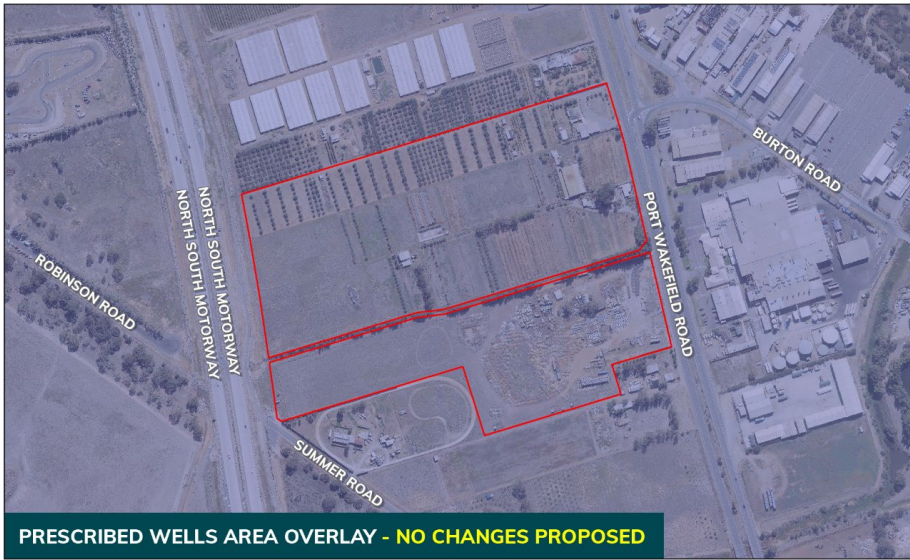 BURTON ROAD
NORTH SOUTH MOTORWAY
NORTH SOUTH MOTORWAY
PORT WAKEFIELD ROAD
ROBINSON ROAD
SUMMER ROAD
PRESCRIBED WELLS AREA OVERLAY - NO CHANGES PROPOSED